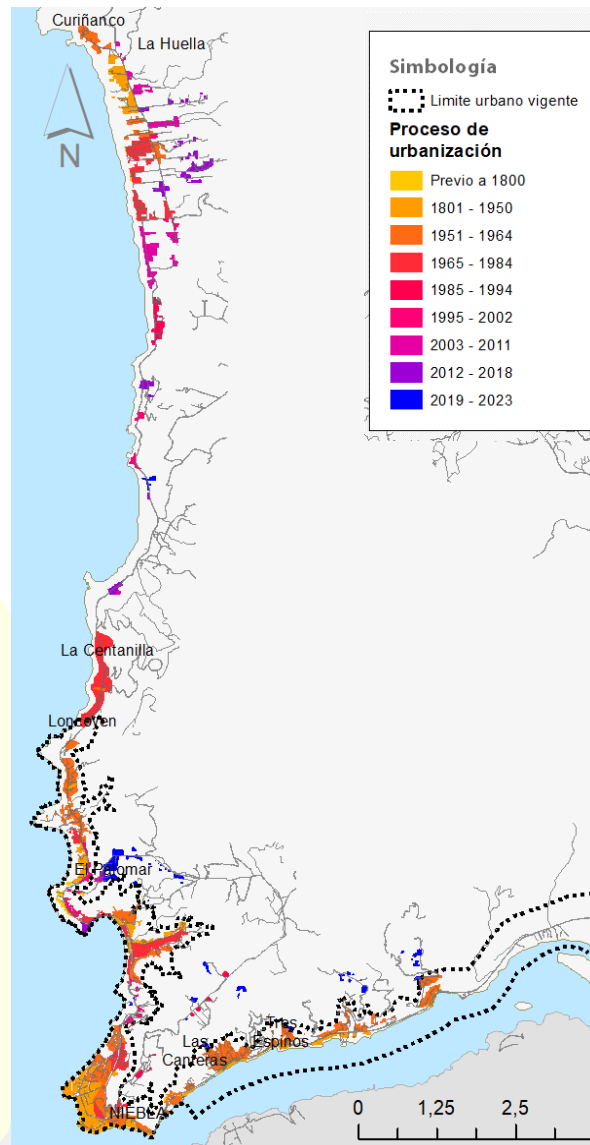 Curiñanco
La Huella
N
Simbología
Limite urbano vigente
Proceso de
urbanización
Previo a 1800
1801 - 1950
1951 - 1964
1965 - 1984
1985 - 1994
1995 - 2002
2003 - 2011
2012 - 2018
2019 - 2023
La Centanilla
Loncoyen
El Palomar
Tres
Espinos
Las
Canteras
NIEBLA
0 1,25 2,5